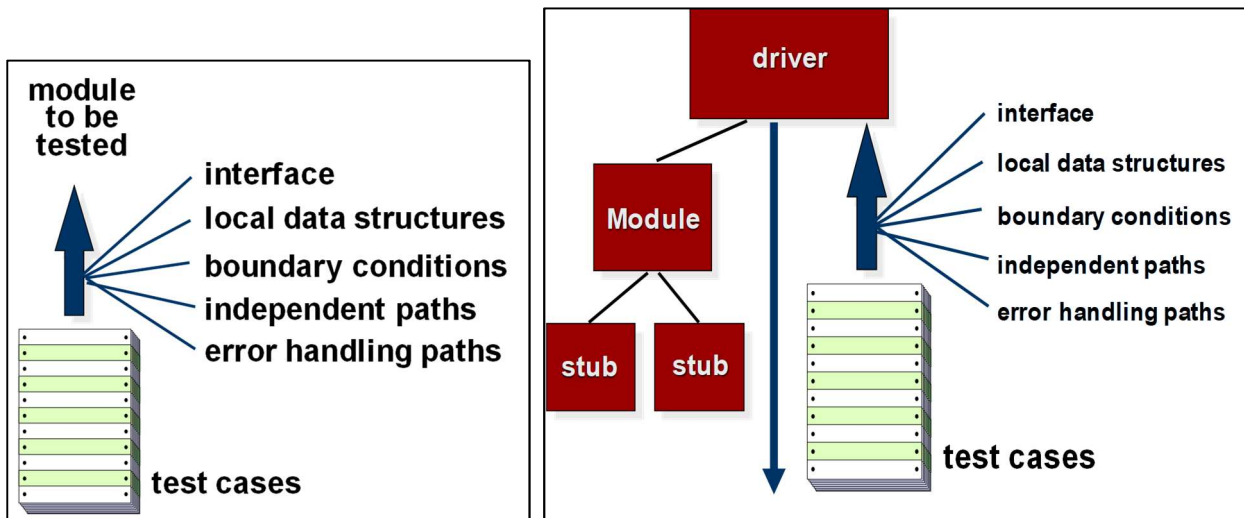 module
to be
tested
interface
local data structures
boundary conditions
independent paths
error handling paths
test cases
driver
Module
stub
stub
interface
local data structures
boundary conditions
independent paths
error handling paths
test cases